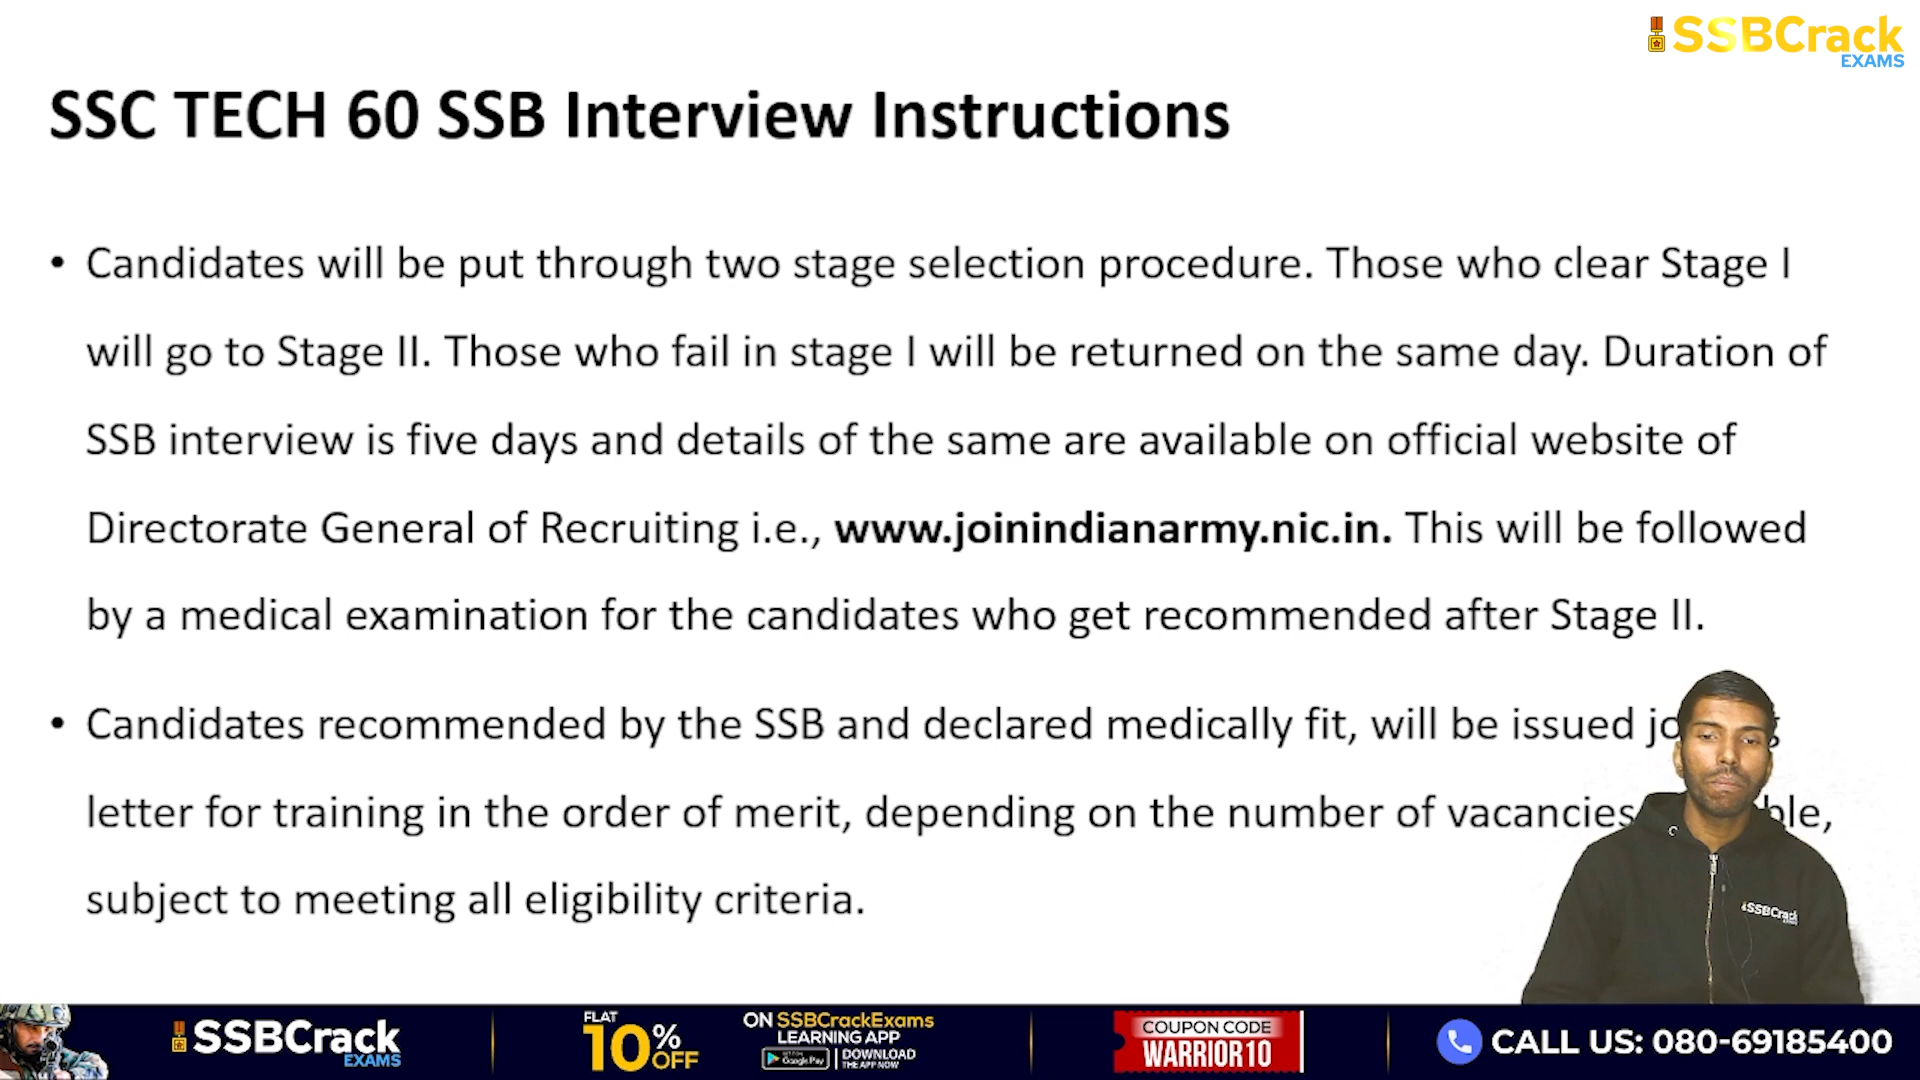 SSBCrack
EXAMS
SSC TECH 60 SSB Interview Instructions
• Candidates will be put through two stage selection procedure. Those who clear Stage I
will go to Stage II. Those who fail in stage I will be returned on the same day. Duration of
SSB interview is five days and details of the same are available on official website of
Directorate General of Recruiting i.e., www.joinindianarmy.nic.in. This will be followed
by a medical examination for the candidates who get recommended after Stage II.
• Candidates recommended by the SSB and declared medically fit, will be issued
letter for training in the order of merit, depending on the number of vacancies
subject to meeting all eligibility criteria.
SSBCrack
SSBCrack
EXAMS
FLAT
10% OFF
ON SSBCrackExams
LEARNING APP
Google Play
DOWNLOAD
THE APP NOW
COUPON CODE
WARRIOR10
CALL US: 080-69185400